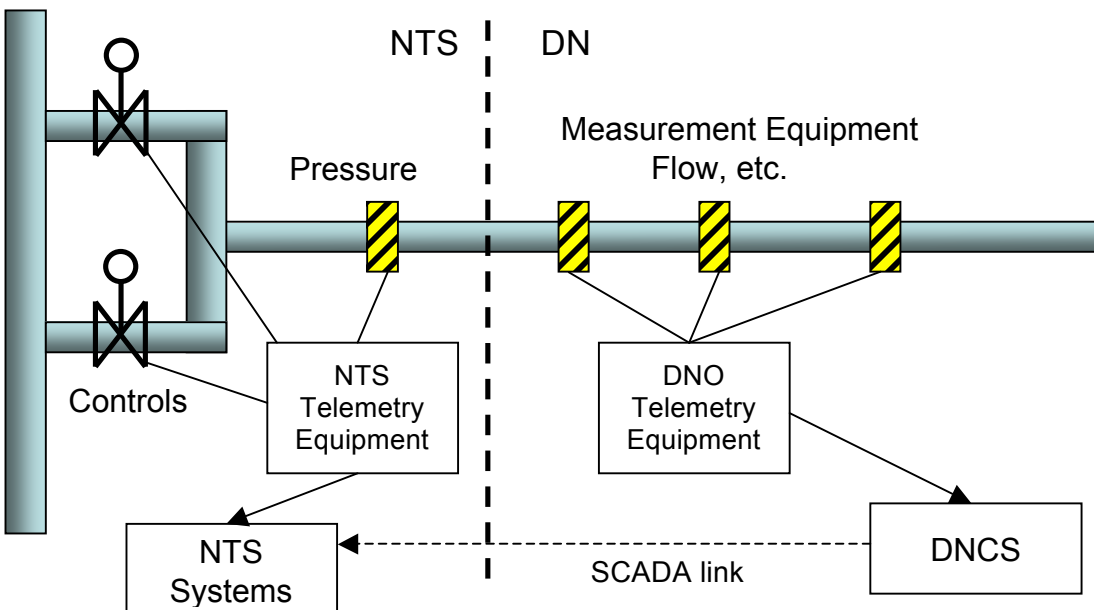 NTS
DN
Measurement Equipment
Flow, etc.
Pressure
Controls
NTS
Telemetry
Equipment
DNO
Telemetry
Equipment
NTS
Systems
SCADA link
DNCS